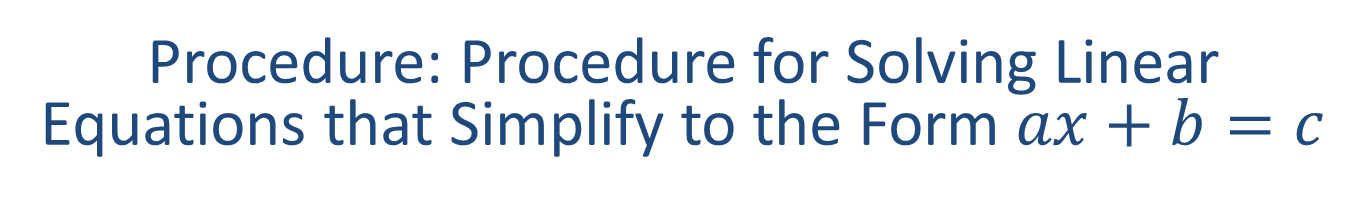 Procedure: Procedure for Solving Linear
Equations that Simplify to the Form 𝑎𝑥 + 𝑏 = 𝑐